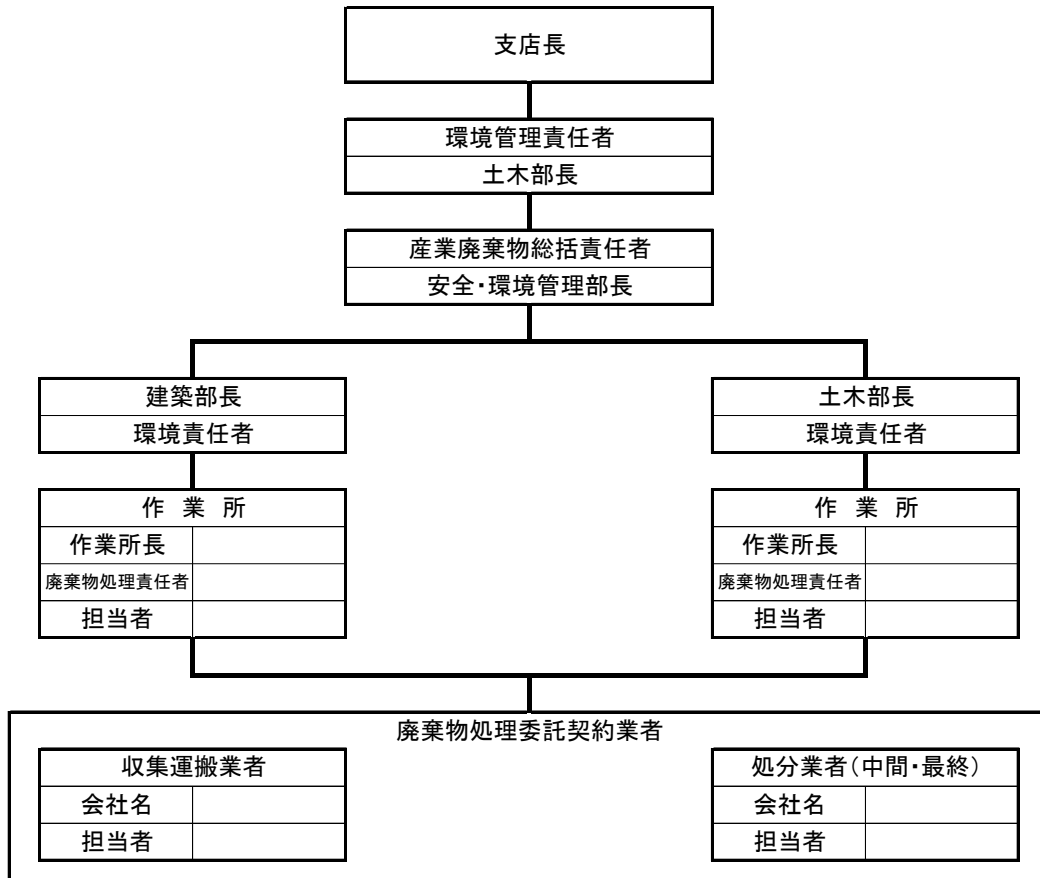 支店長
環境管理責任者
土木部長
産業廃棄物総括責任者
安全・環境管理部長
建築部長
環境責任者
土木部長
環境責任者
作 業 所
作業所長
廃棄物処理責任者
担当者
作 業 所
作業所長
廃棄物処理責任者
担当者
廃棄物処理委託契約業者
収集運搬業者
会社名
担当者
処分業者(中間・最終)
会社名
担当者